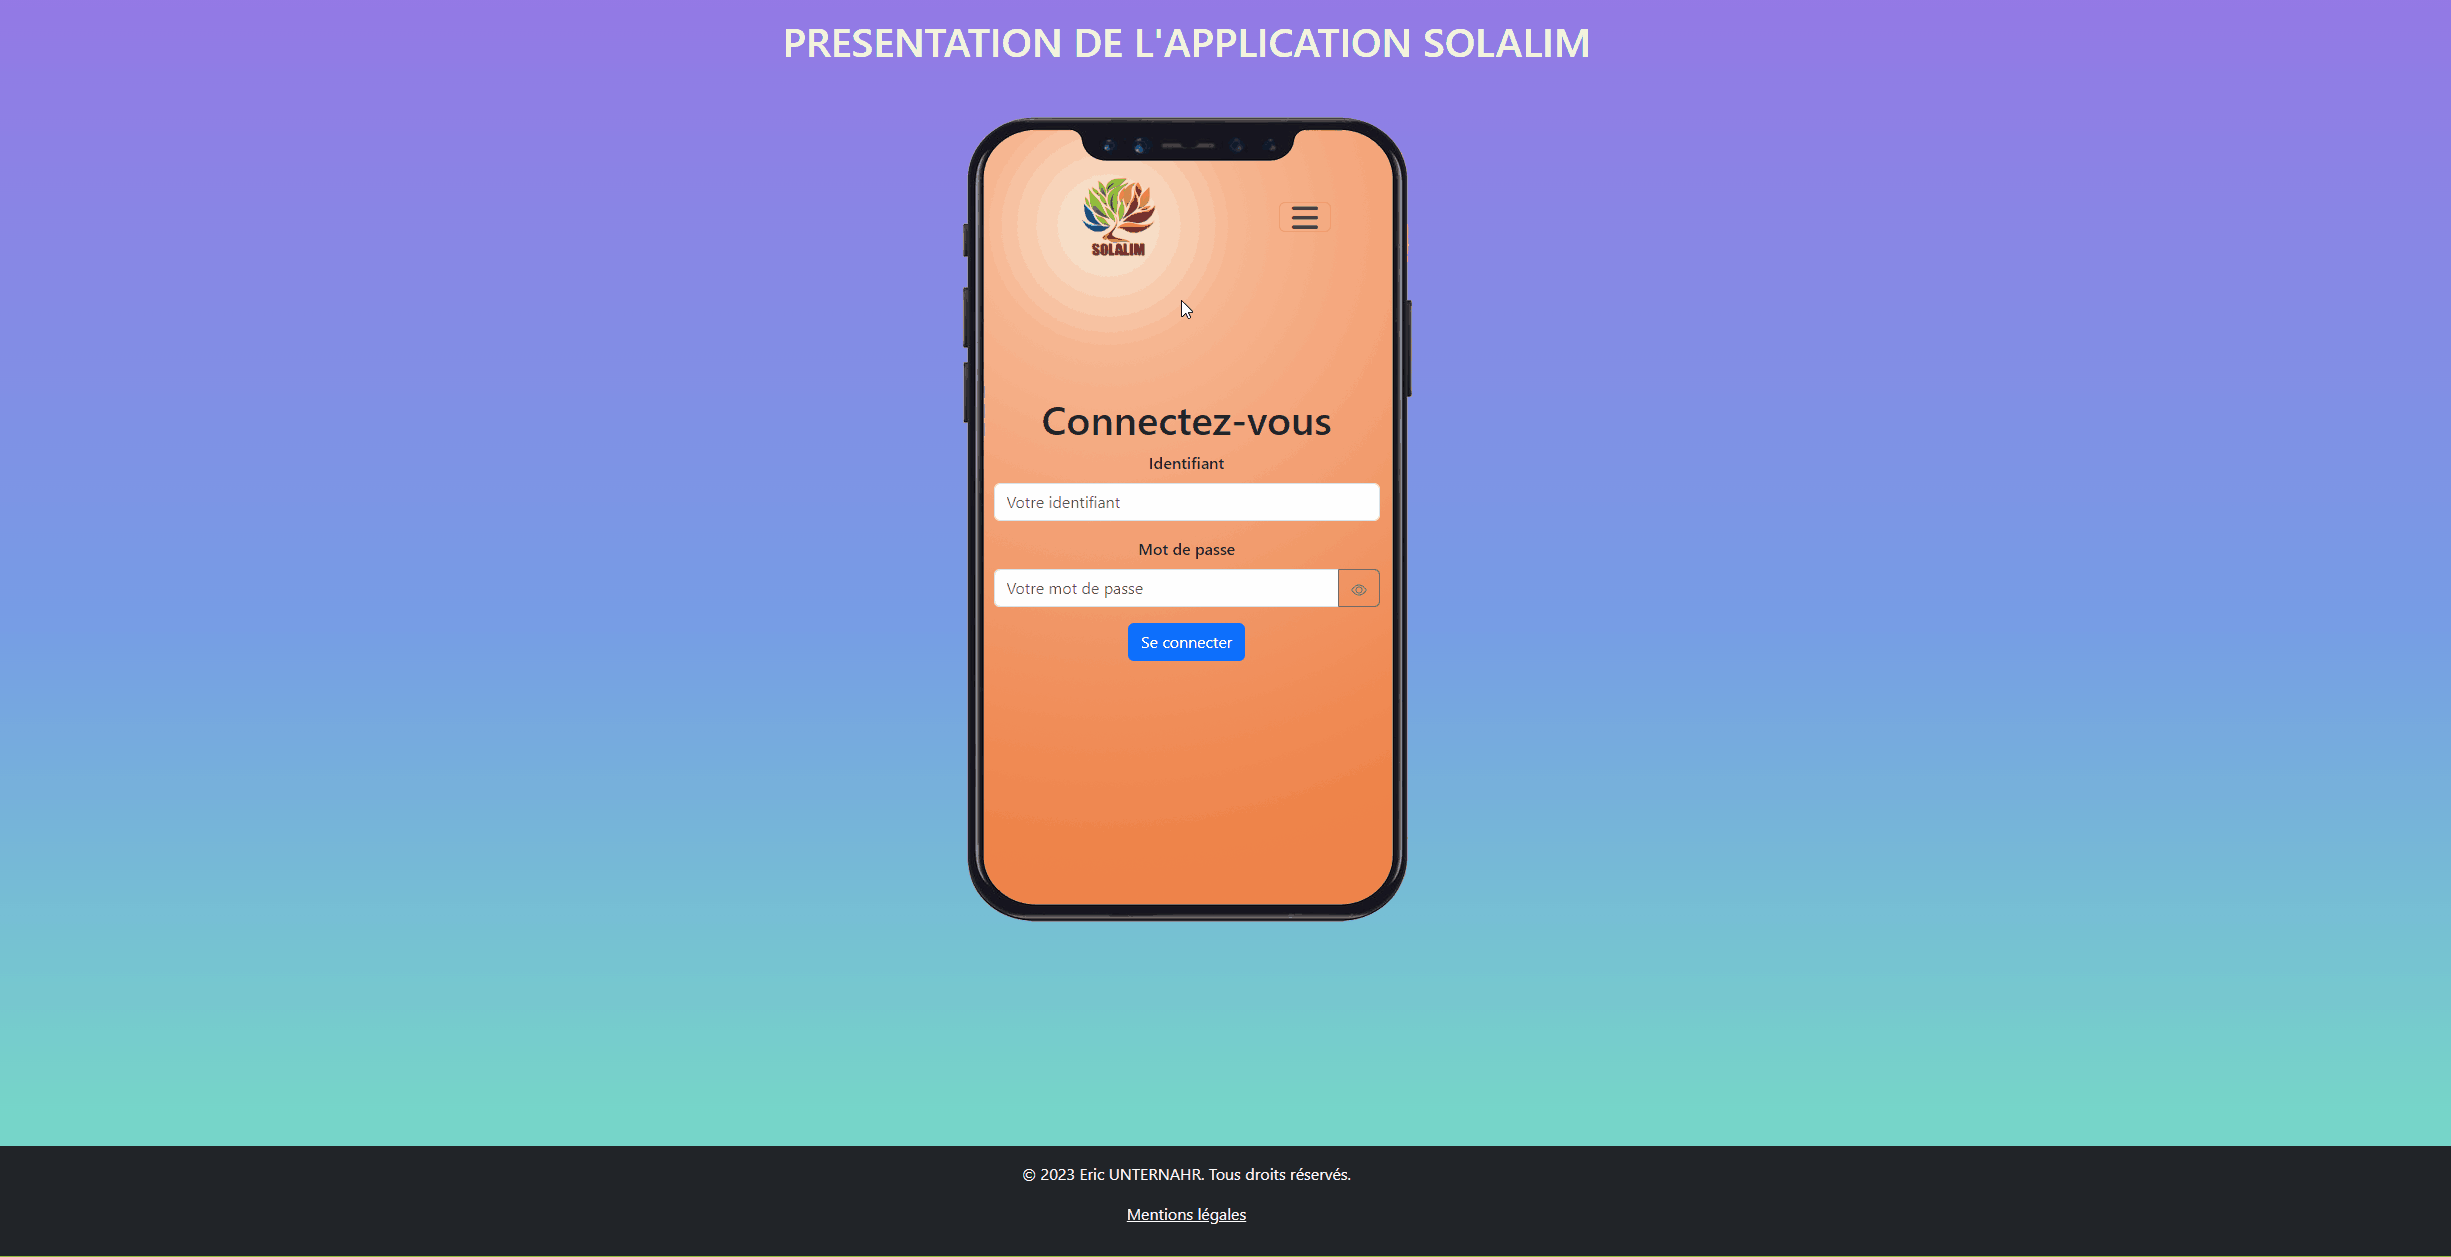 PRESENTATION DE L'APPLICATION SOLALIM
SOLALIM
Connectez-vous
Identifiant
Votre identifiant
Mot de passe
Votre mot de passe
Se connecter
© 2023 Eric UNTERNAHR. Tous droits réservés.
Mentions légales